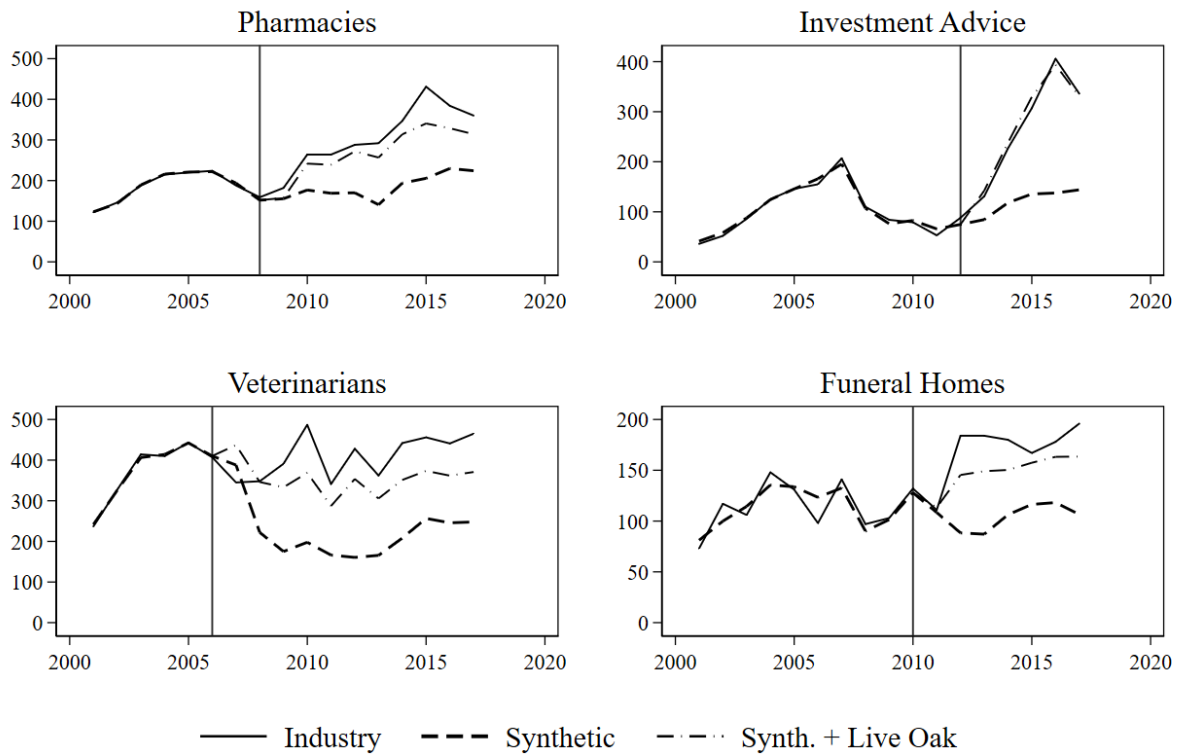 Pharmacies
500
400
300
200
100
0
2000 2005 2010 2015 2020
Investment Advice
400
300
200
100
0
2000 2005 2010 2015 2020
Veterinarians
500
400
300
200
100
0
2000 2005 2010 2015 2020
Funeral Homes
200
150
100
50
0
2000 2005 2010 2015 2020
Industry Synthetic Synth. + Live Oak